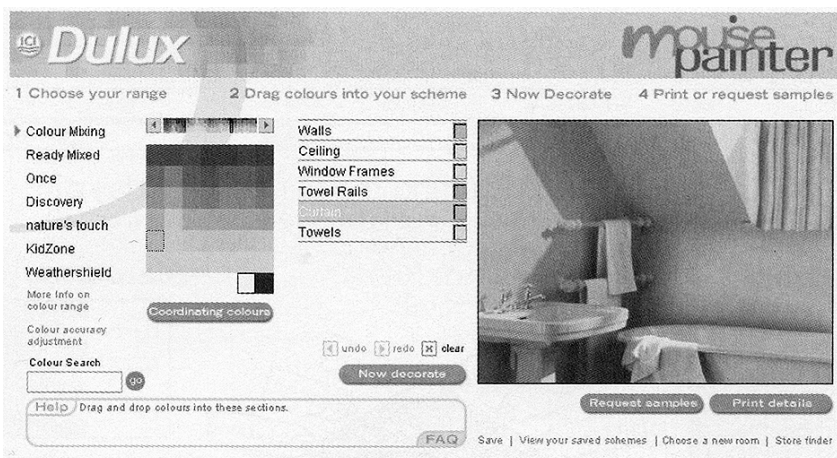 ICI Dulux
mouse
painter
1 Choose your range
2 Drag colours into your scheme
3 Now Decorate
4 Print or request samples
Colour Mixing
Ready Mixed
Once
Discovery
nature's touch
KidZone
Weathershield
More Info on
colour range
Colour accuracy
adjustment
Colour Search
go
Coordinating colours
Walls
Ceiling
Window Frames
Towel Rails
Curtain
Towels
undo redo clear
Now decorate
Help Drag and drop colours into these sections.
FAQ
Request samples
Print details
Save | View your saved schemes | Choose a new room | Store finder